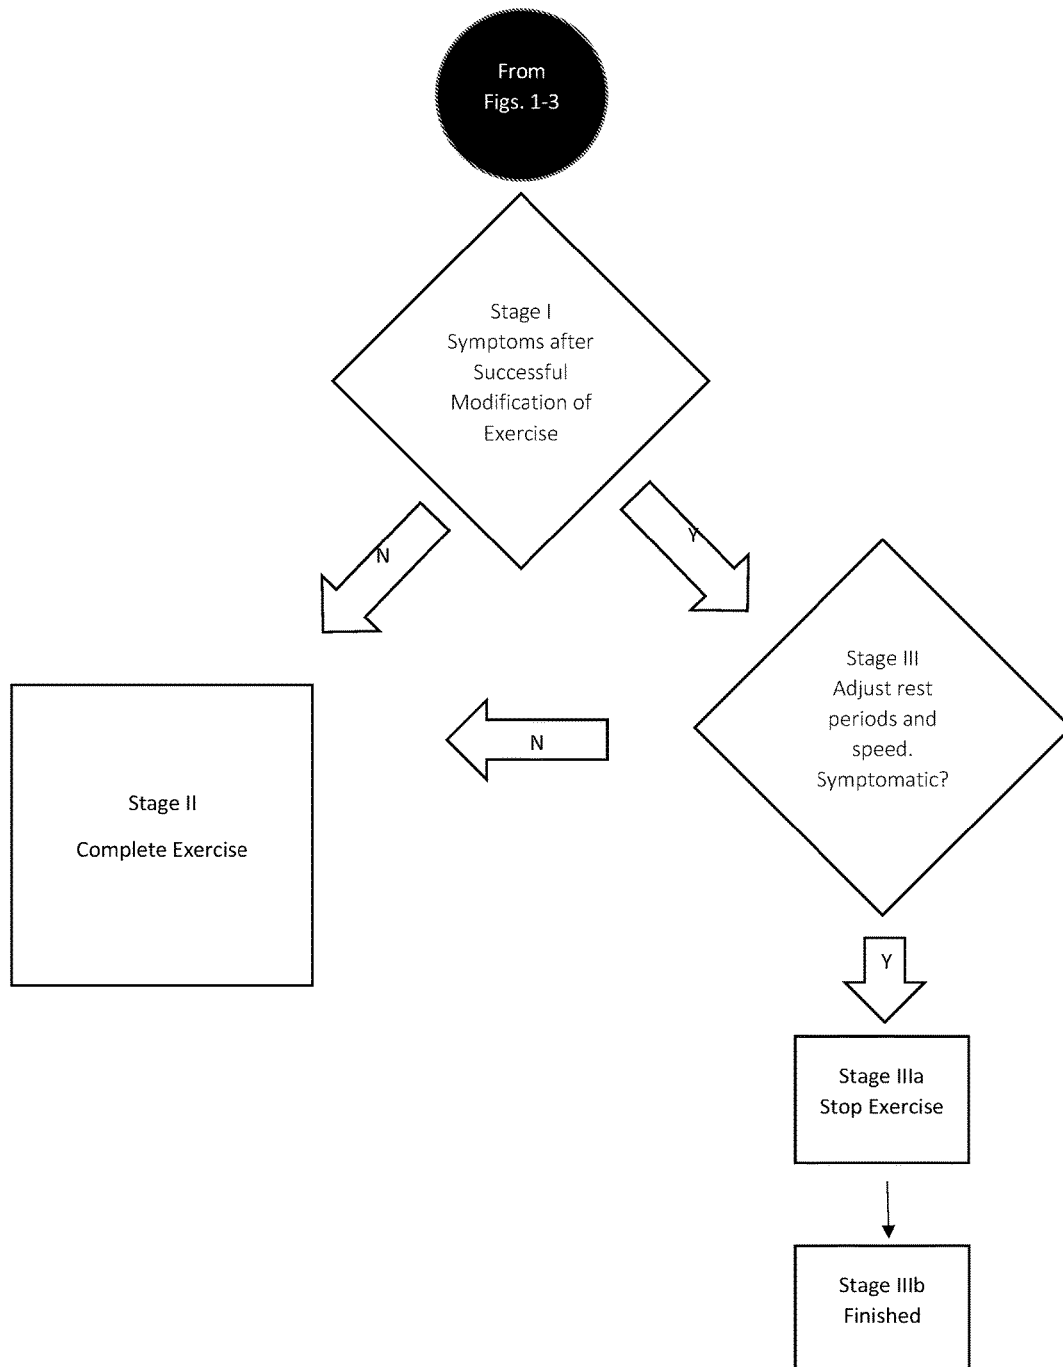 From
Figs. 1-3
Stage I
Symptoms after
Successful
Modification of
Exercise
N
Y
Stage III
Adjust rest
periods and
speed.
Symptomatic?
N
Stage II
Complete Exercise
Y
Stage IIIa
Stop Exercise
Stage IIIb
Finished